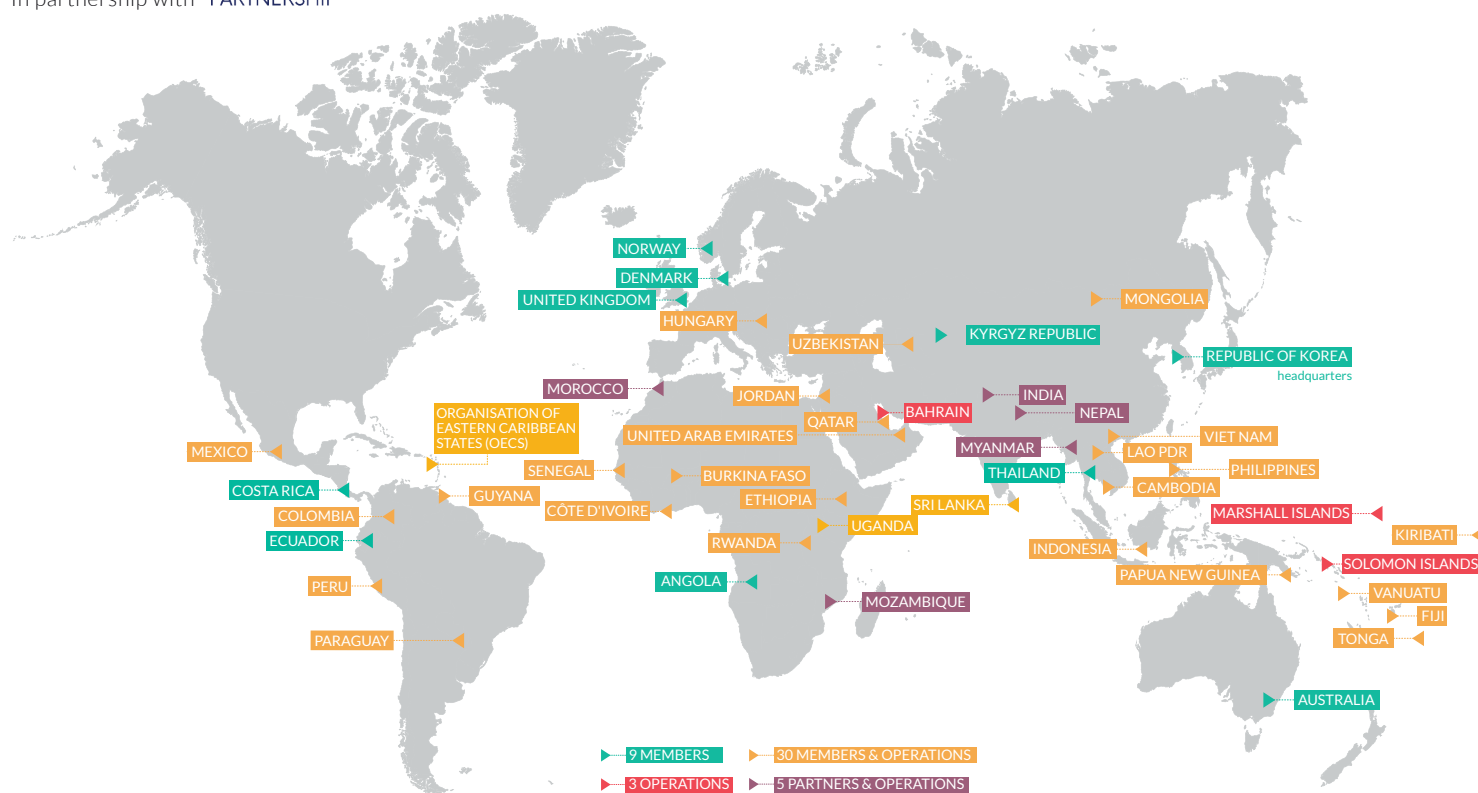 In partnership with PARTNERSHIP
NORWAY
DENMARK
UNITED KINGDOM
HUNGARY
MONGOLIA
UZBEKISTAN
KYRGYZ REPUBLIC
REPUBLIC OF KOREA
headquarters
MOROCCO
JORDAN
INDIA
ORGANISATION OF
EASTERN CARIBBEAN
STATES (OECS)
QATAR
BAHRAIN
NEPAL
UNITED ARAB EMIRATES
VIET NAM
MEXICO
MYANMAR
LAO PDR
SENEGAL
BURKINA FASO
THAILAND
PHILIPPINES
COSTA RICA
GUYANA
ETHIOPIA
CAMBODIA
COLOMBIA
CÔTE D'IVOIRE
SRI LANKA
MARSHALL ISLANDS
UGANDA
KIRIBATI
ECUADOR
RWANDA
INDONESIA
SOLOMON ISLANDS
PERU
ANGOLA
PAPUA NEW GUINEA
MOZAMBIQUE
VANUATU
FIJI
PARAGUAY
TONGA
AUSTRALIA
9 MEMBERS
30 MEMBERS & OPERATIONS
3 OPERATIONS
5 PARTNERS & OPERATIONS